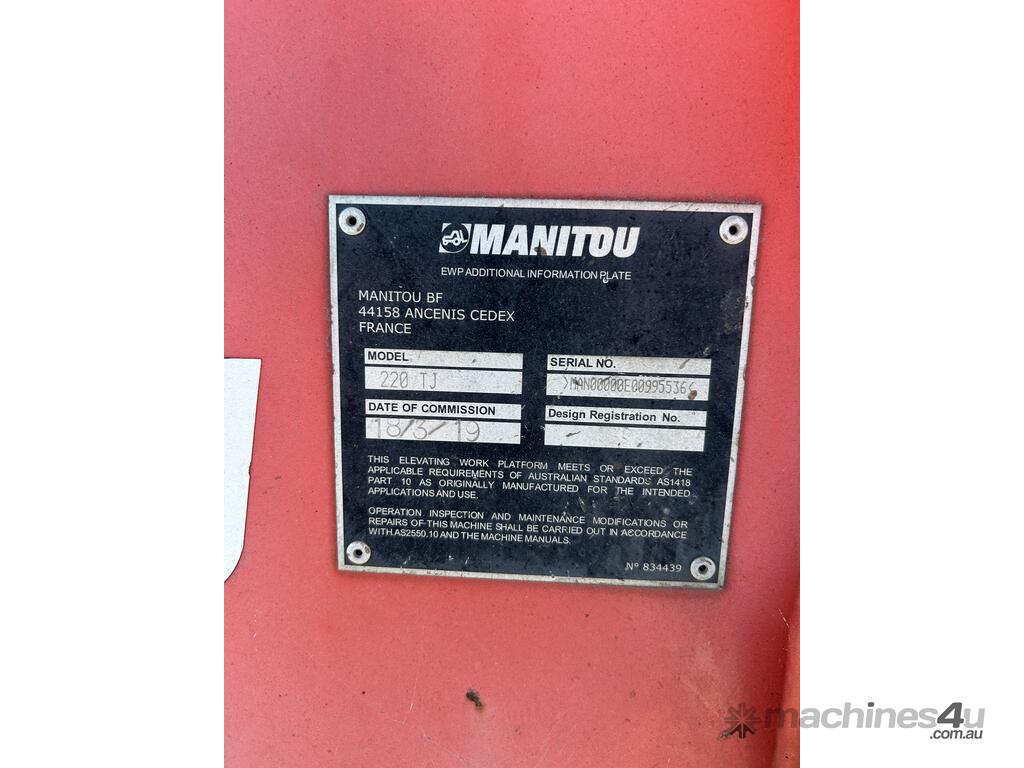 MANITOU
EWP ADDITIONAL INFORMATION PLATE
MANITOU BF
44158 ANCENIS CEDEX
FRANCE
MODEL
220 TJ
SERIAL NO.
>MAN00000E00995536<
DATE OF COMMISSION
18/3/19
Design Registration No.
THIS ELEVATING WORK PLATFORM MEETS OR EXCEED THE
APPLICABLE REQUIREMENTS OF AUSTRALIAN STANDARDS AS1418
PART 10 AS ORIGINALLY MANUFACTURED FOR THE INTENDED
APPLICATIONS AND USE.
OPERATION, INSPECTION AND MAINTENANCE MODIFICATIONS OR
REPAIRS OF THIS MACHINE SHALL BE CARRIED OUT IN ACCORDANCE
WITH AS2550.10 AND THE MACHINE MANUALS.
N° 834439
machines4u
.com.au